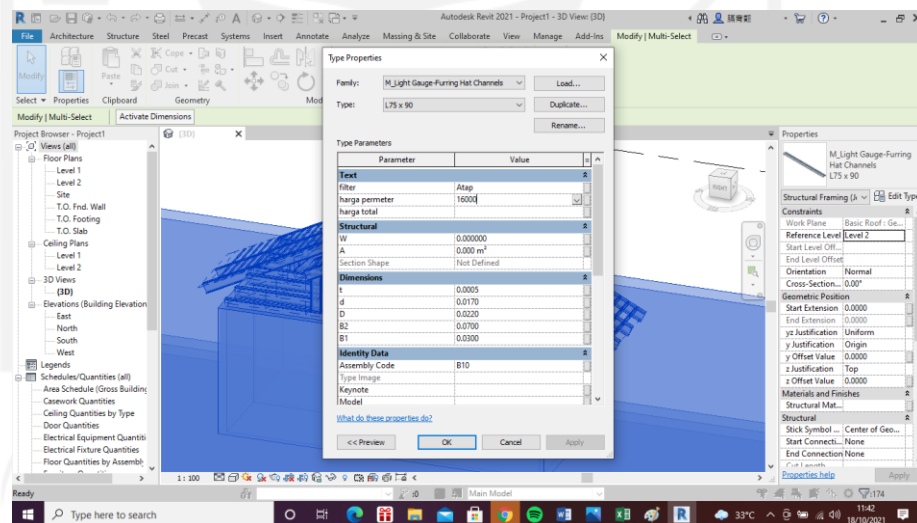 Autodesk Revit 2021 - Project1 - 3D View: {3D}
File Architecture Structure Steel Precast Systems Insert Annotate Analyze Massing & Site Collaborate View Manage Add-Ins Modify | Multi-Select
Modify
Paste
Cope
Cut
Join
Select Properties Clipboard Geometry Mod
Modify | Multi-Select Activate Dimensions
Project Browser - Project1
Views (all)
Floor Plans
Level 1
Level 2
Site
T.O. Fnd. Wall
T.O. Footing
T.O. Slab
Ceiling Plans
Level 1
Level 2
3D Views
{3D}
Elevations (Building Elevation
East
North
South
West
Legends
Schedules/Quantities (all)
Area Schedule (Gross Building
Casework Quantities
Ceiling Quantities by Type
Door Quantities
Electrical Equipment Quantiti
Electrical Fixture Quantities
Floor Quantities by Assembly
{3D}
Type Properties
Family: M_Light Gauge-Furring Hat Channels Load...
Type: L75 x 90 Duplicate...
Rename...
Type Parameters
Parameter Value =
Text
filter Atap
harga permeter 16000
harga total
Structural
W 0.000000
A 0.000 m²
Section Shape Not Defined
Dimensions
t 0.0005
d 0.0170
D 0.0220
B2 0.0700
B1 0.0300
Identity Data
Assembly Code B10
Type Image
Keynote
Model
What do these properties do?
<< Preview OK Cancel Apply
RIGHT
Properties
M_Light Gauge-Furring
Hat Channels
L75 x 90
Structural Framing (J Edit Type
Constraints
Work Plane Basic Roof : Ge...
Reference Level Level 2
Start Level Off...
End Level Offset
Orientation Normal
Cross-Section... 0.00°
Geometric Position
Start Extension 0.0000
End Extension 0.0000
yz Justification Uniform
y Justification Origin
y Offset Value 0.0000
z Justification Top
z Offset Value 0.0000
Materials and Finishes
Structural Mat...
Structural
Stick Symbol ... Center of Geo...
Start Connecti... None
End Connection None
Cut Length
Properties help Apply
1 : 100
Ready :0 Main Model :174
Type here to search
33°C
11:42
18/10/2021